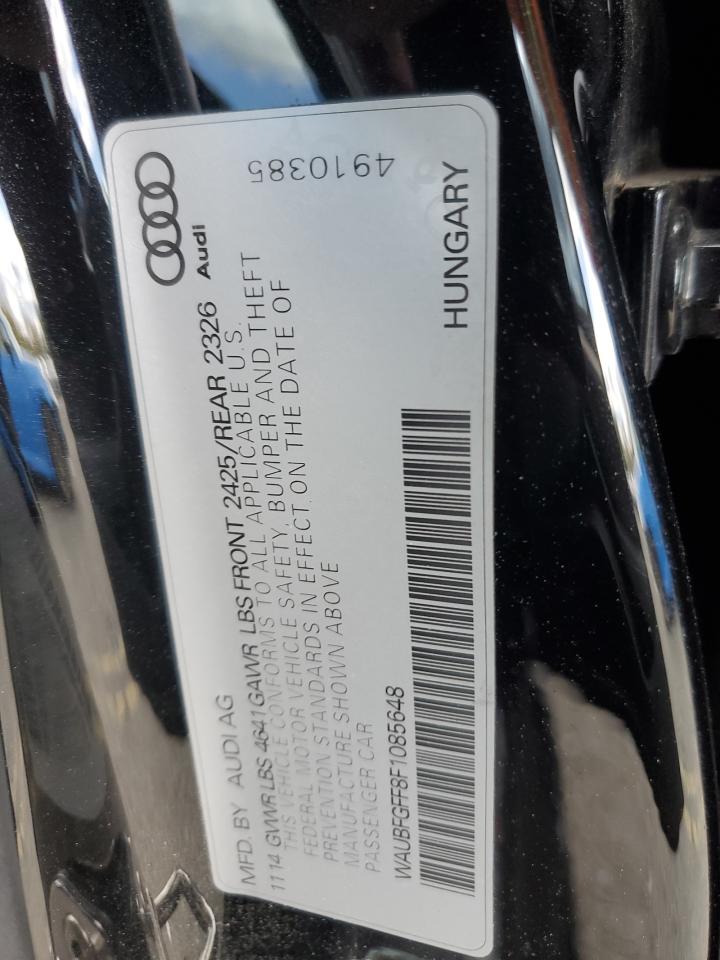 MFD. BY AUDI AG
1114 GVWR LBS 4641 GAWR LBS FRONT 2425/REAR 2326
THIS VEHICLE CONFORMS TO ALL APPLICABLE U.S.
FEDERAL MOTOR VEHICLE SAFETY, BUMPER AND THEFT
PREVENTION STANDARDS IN EFFECT ON THE DATE OF
MANUFACTURE SHOWN ABOVE
PASSENGER CAR
WAUBFGFF8F1085648
Audi
4910385
HUNGARY